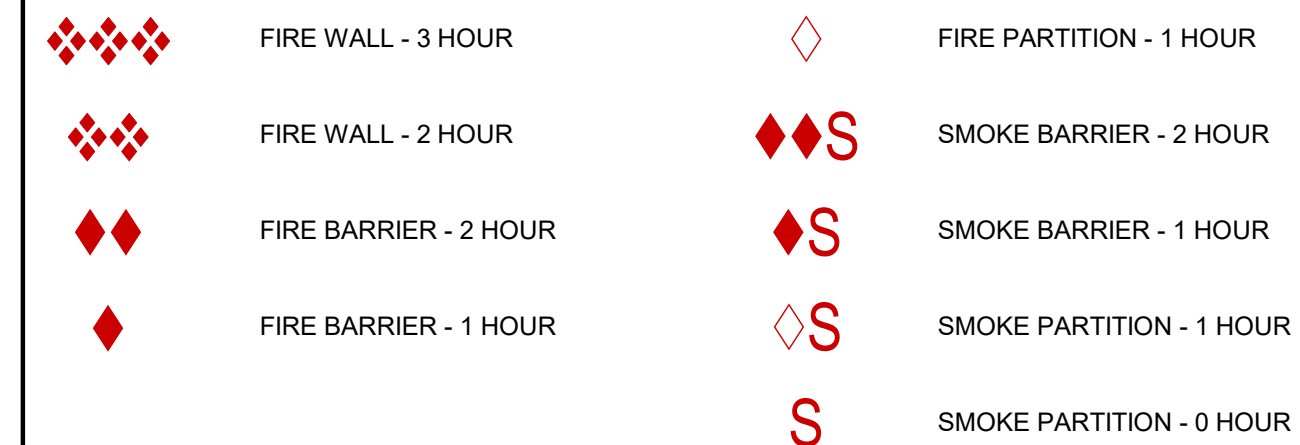 FIRE WALL - 3 HOUR
FIRE WALL - 2 HOUR
FIRE BARRIER - 2 HOUR
FIRE BARRIER - 1 HOUR
FIRE PARTITION - 1 HOUR
S SMOKE BARRIER - 2 HOUR
S SMOKE BARRIER - 1 HOUR
S SMOKE PARTITION - 1 HOUR
S SMOKE PARTITION - 0 HOUR